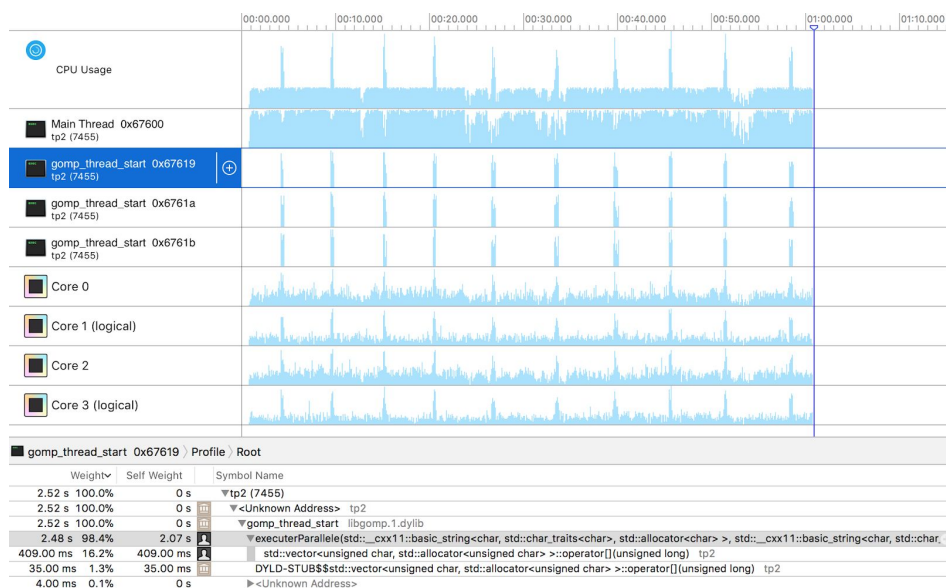 00:00.000 00:10.000 00:20.000 00:30.000 00:40.000 00:50.000 01:00.000 01:10.000
CPU Usage
Main Thread 0x67600
tp2 (7455)
gomp_thread_start 0x67619
tp2 (7455)
gomp_thread_start 0x6761a
tp2 (7455)
gomp_thread_start 0x6761b
tp2 (7455)
Core 0
Core 1 (logical)
Core 2
Core 3 (logical)
gomp_thread_start 0x67619 Profile Root
Weight Self Weight Symbol Name
2.52 s 100.0% 0 s tp2 (7455)
2.52 s 100.0% 0 s <Unknown Address> tp2
2.52 s 100.0% 0 s gomp_thread_start libgomp.1.dylib
2.48 s 98.4% 2.07 s executerParallele(std::__cxx11::basic_string<char, std::char_traits<char>, std::allocator<char> >, std::__cxx11::basic_string<char, std::char_
409.00 ms 16.2% 409.00 ms std::vector<unsigned char, std::allocator<unsigned char> >::operator[](unsigned long) tp2
35.00 ms 1.3% 35.00 ms DYLD-STUB$$std::vector<unsigned char, std::allocator<unsigned char> >::operator[](unsigned long) tp2
4.00 ms 0.1% 0 s <Unknown Address>